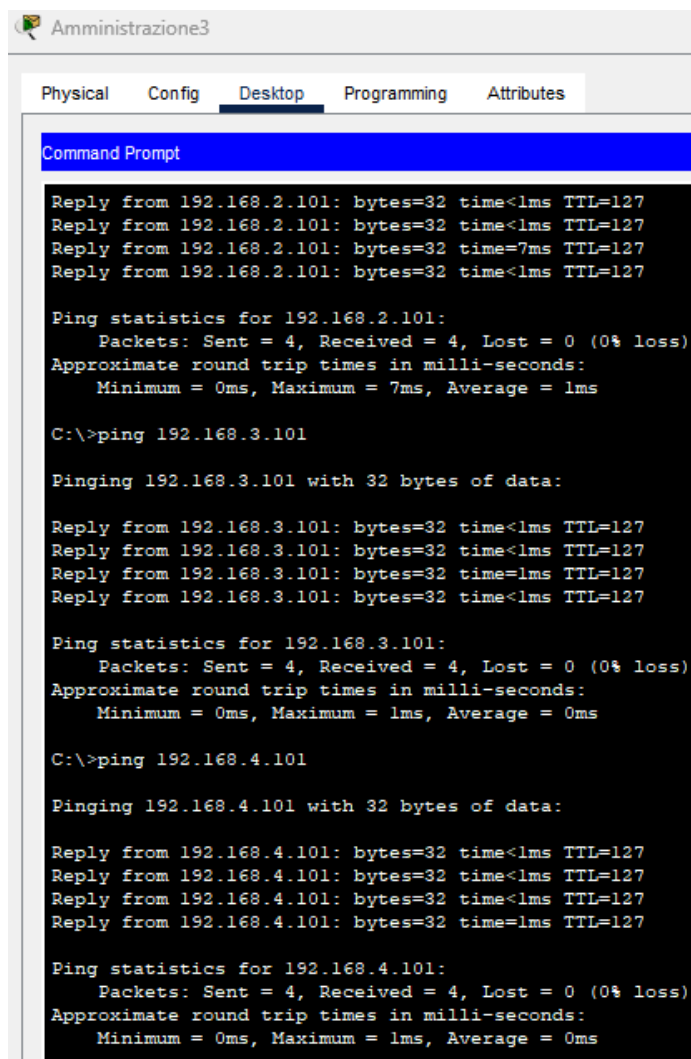 Amministrazione3
Physical Config Desktop Programming Attributes
Command Prompt
Reply from 192.168.2.101: bytes=32 time<1ms TTL=127
Reply from 192.168.2.101: bytes=32 time<1ms TTL=127
Reply from 192.168.2.101: bytes=32 time=7ms TTL=127
Reply from 192.168.2.101: bytes=32 time<1ms TTL=127
Ping statistics for 192.168.2.101:
Packets: Sent = 4, Received = 4, Lost = 0 (0% loss)
Approximate round trip times in milli-seconds:
Minimum = 0ms, Maximum = 7ms, Average = 1ms
C:\>ping 192.168.3.101
Pinging 192.168.3.101 with 32 bytes of data:
Reply from 192.168.3.101: bytes=32 time<1ms TTL=127
Reply from 192.168.3.101: bytes=32 time<1ms TTL=127
Reply from 192.168.3.101: bytes=32 time=1ms TTL=127
Reply from 192.168.3.101: bytes=32 time<1ms TTL=127
Ping statistics for 192.168.3.101:
Packets: Sent = 4, Received = 4, Lost = 0 (0% loss)
Approximate round trip times in milli-seconds:
Minimum = 0ms, Maximum = 1ms, Average = 0ms
C:\>ping 192.168.4.101
Pinging 192.168.4.101 with 32 bytes of data:
Reply from 192.168.4.101: bytes=32 time<1ms TTL=127
Reply from 192.168.4.101: bytes=32 time<1ms TTL=127
Reply from 192.168.4.101: bytes=32 time<1ms TTL=127
Reply from 192.168.4.101: bytes=32 time=1ms TTL=127
Ping statistics for 192.168.4.101:
Packets: Sent = 4, Received = 4, Lost = 0 (0% loss)
Approximate round trip times in milli-seconds:
Minimum = 0ms, Maximum = 1ms, Average = 0ms